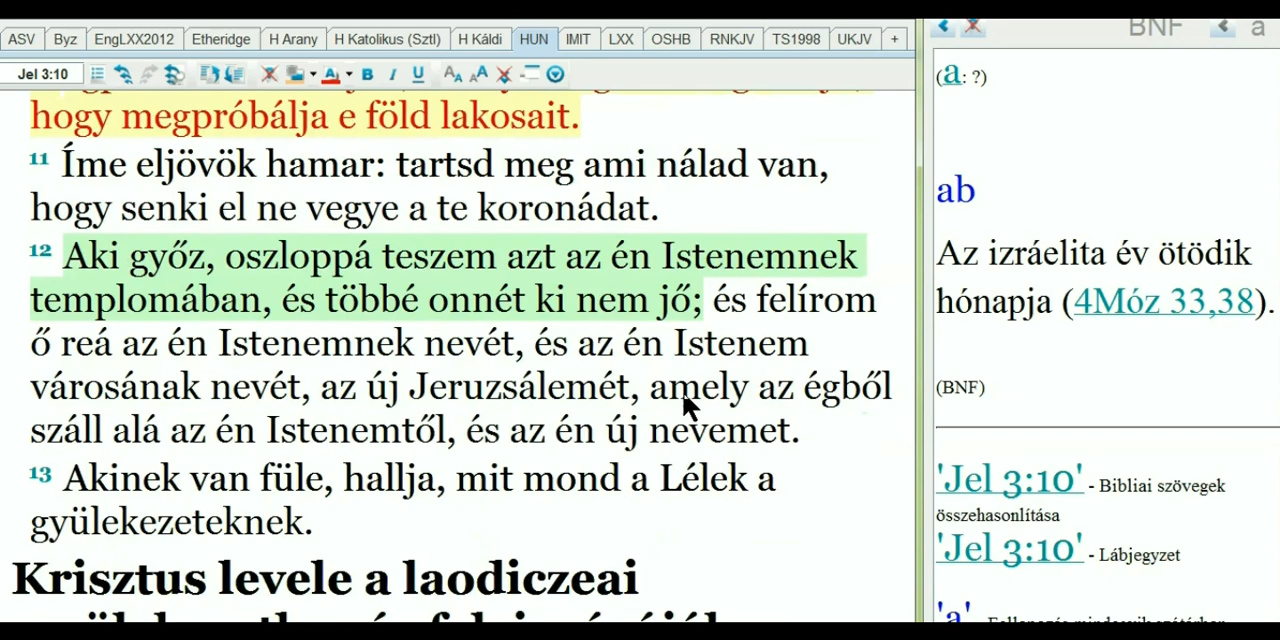 ASV Byz EngLXX2012 Etheridge H Arany H Katolikus (Sztl) H Káldi HUN IMIT LXX OSHB RNKJV TS1998 UKJV +
Jel 3:10
hogy megpróbálja e föld lakosait.
11 Íme eljövök hamar: tartsd meg ami nálad van,
hogy senki el ne vegye a te koronádat.
12 Aki győz, oszloppá teszem azt az én Istenemnek
templomában, és többé onnét ki nem jő; és felírom
ő reá az én Istenemnek nevét, és az én Istenem
városának nevét, az új Jeruzsálemét, amely az égből
száll alá az én Istenemtől, és az én új nevemet.
13 Akinek van füle, hallja, mit mond a Lélek a
gyülekezeteknek.
Krisztus levele a laodiczeai
BNF a
(a: ?)
ab
Az izráelita év ötödik
hónapja (4Móz 33,38).
(BNF)
'Jel 3:10' - Bibliai szövegek
összehasonlítása
'Jel 3:10' - Lábjegyzet
'a'